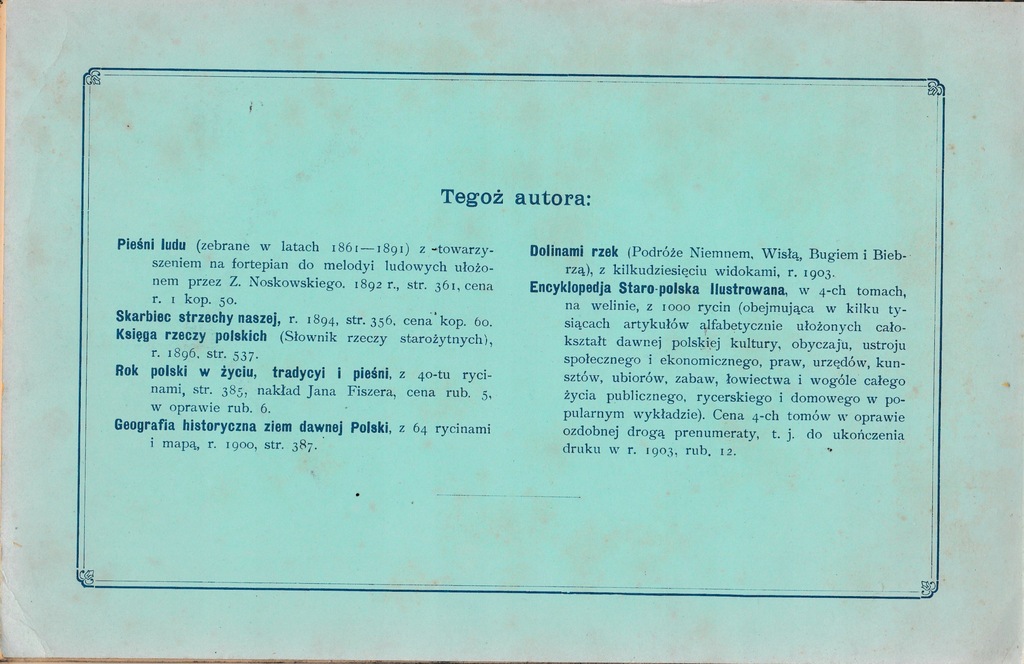 Tegoż autora:
Pieśni ludu (zebrane w latach 1861—1891) z towarzy-
szeniem na fortepian do melodyi ludowych ułożo-
nem przez Z. Noskowskiego. 1892 r., str. 361, cena
r. 1 kop. 50.
Skarbiec strzechy naszej, r. 1894, str. 356, cena kop. 60.
Księga rzeczy polskich (Słownik rzeczy starożytnych),
r. 1896, str. 537.
Rok polski w życiu, tradycyi i pieśni, z 40-tu ryci-
nami, str. 385, nakład Jana Fiszera, cena rub. 5,
w oprawie rub. 6.
Geografia historyczna ziem dawnej Polski, z 64 rycinami
i mapą, r. 1900, str. 387.
Dolinami rzek (Podróże Niemnem, Wisłą, Bugiem i Bieb-
rzą), z kilkudziesięciu widokami, r. 1903.
Encyklopedja Staro-polska Ilustrowana, w 4-ch tomach,
na welinie, z 1000 rycin (obejmująca w kilku ty-
siącach artykułów alfabetycznie ułożonych cało-
kształt dawnej polskiej kultury, obyczaju, ustroju
społecznego i ekonomicznego, praw, urzędów, kun-
sztów, ubiorów, zabaw, łowiectwa i wogóle całego
życia publicznego, rycerskiego i domowego w po-
pularnym wykładzie). Cena 4-ch tomów w oprawie
ozdobnej drogą prenumeraty, t. j. do ukończenia
druku w r. 1903, rub. 12.